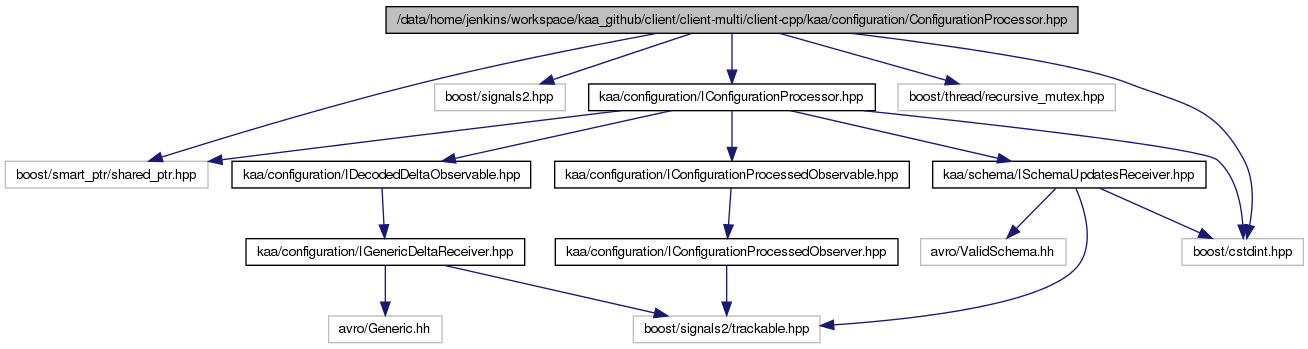 /data/home/jenkins/workspace/kaa_github/client/client-multi/client-cpp/kaa/configuration/ConfigurationProcessor.hpp
boost/signals2.hpp
kaa/configuration/IConfigurationProcessor.hpp
boost/thread/recursive_mutex.hpp
boost/smart_ptr/shared_ptr.hpp
kaa/configuration/IDecodedDeltaObservable.hpp
kaa/configuration/IConfigurationProcessedObservable.hpp
kaa/schema/ISchemaUpdatesReceiver.hpp
kaa/configuration/IGenericDeltaReceiver.hpp
kaa/configuration/IConfigurationProcessedObserver.hpp
avro/ValidSchema.hh
boost/cstdint.hpp
avro/Generic.hh
boost/signals2/trackable.hpp